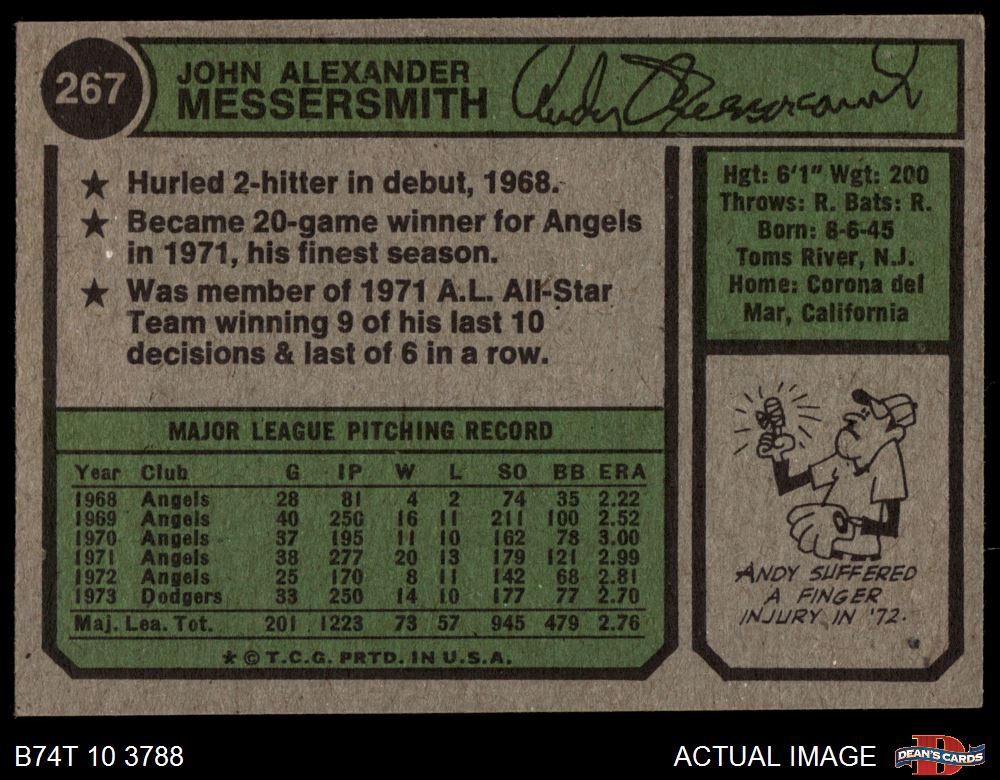 267
JOHN ALEXANDER
MESSERSMITH
Andy Messersmith
★ Hurled 2-hitter in debut, 1968.
★ Became 20-game winner for Angels
in 1971, his finest season.
★ Was member of 1971 A.L. All-Star
Team winning 9 of his last 10
decisions & last of 6 in a row.
Hgt: 6'1" Wgt: 200
Throws: R. Bats: R.
Born: 8-6-45
Toms River, N.J.
Home: Corona del
Mar, California
MAJOR LEAGUE PITCHING RECORD
Year Club G IP W L SO BB ERA
1968 Angels 28 81 4 2 74 35 2.22
1969 Angels 40 250 16 11 211 100 2.52
1970 Angels 37 195 11 10 162 78 3.00
1971 Angels 38 277 20 13 179 121 2.99
1972 Angels 25 170 8 11 142 68 2.81
1973 Dodgers 33 250 14 10 177 77 2.70
Maj. Lea. Tot. 201 1223 73 57 945 479 2.76
★ © T.C.G. PRTD. IN U.S.A.
ANDY SUFFERED
A FINGER
INJURY IN '72.
B74T 10 3788
ACTUAL IMAGE
DEAN'S CARDS